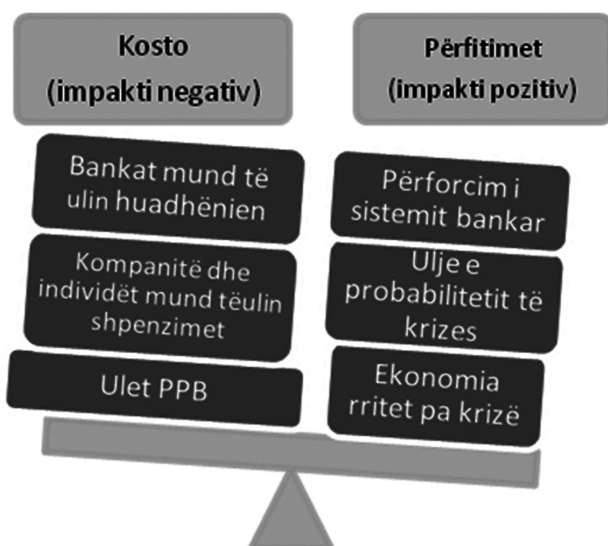 Kosto
(impakti negativ)
Përfitimet
(impakti pozitiv)
Bankat mund të
ulin huadhënien
Kompanitë dhe
individët mund tëulin
shpenzimet
Ulet PPB
Përforcim i
sistemit bankar
Ulje e
probabilitetit të
krizes
Ekonomia
rritet pa krizë